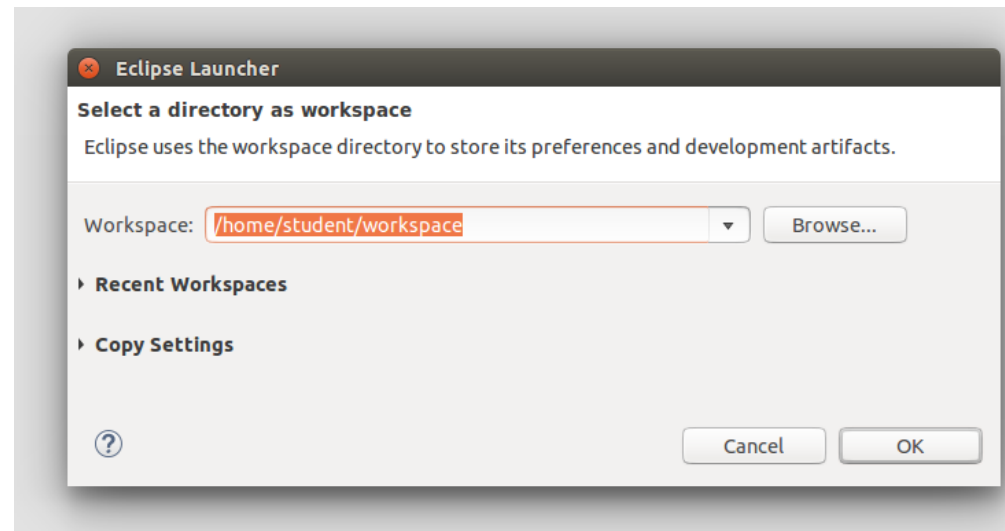 Eclipse Launcher
Select a directory as workspace
Eclipse uses the workspace directory to store its preferences and development artifacts.
Workspace: /home/student/workspace Browse...
Recent Workspaces
Copy Settings
? Cancel OK